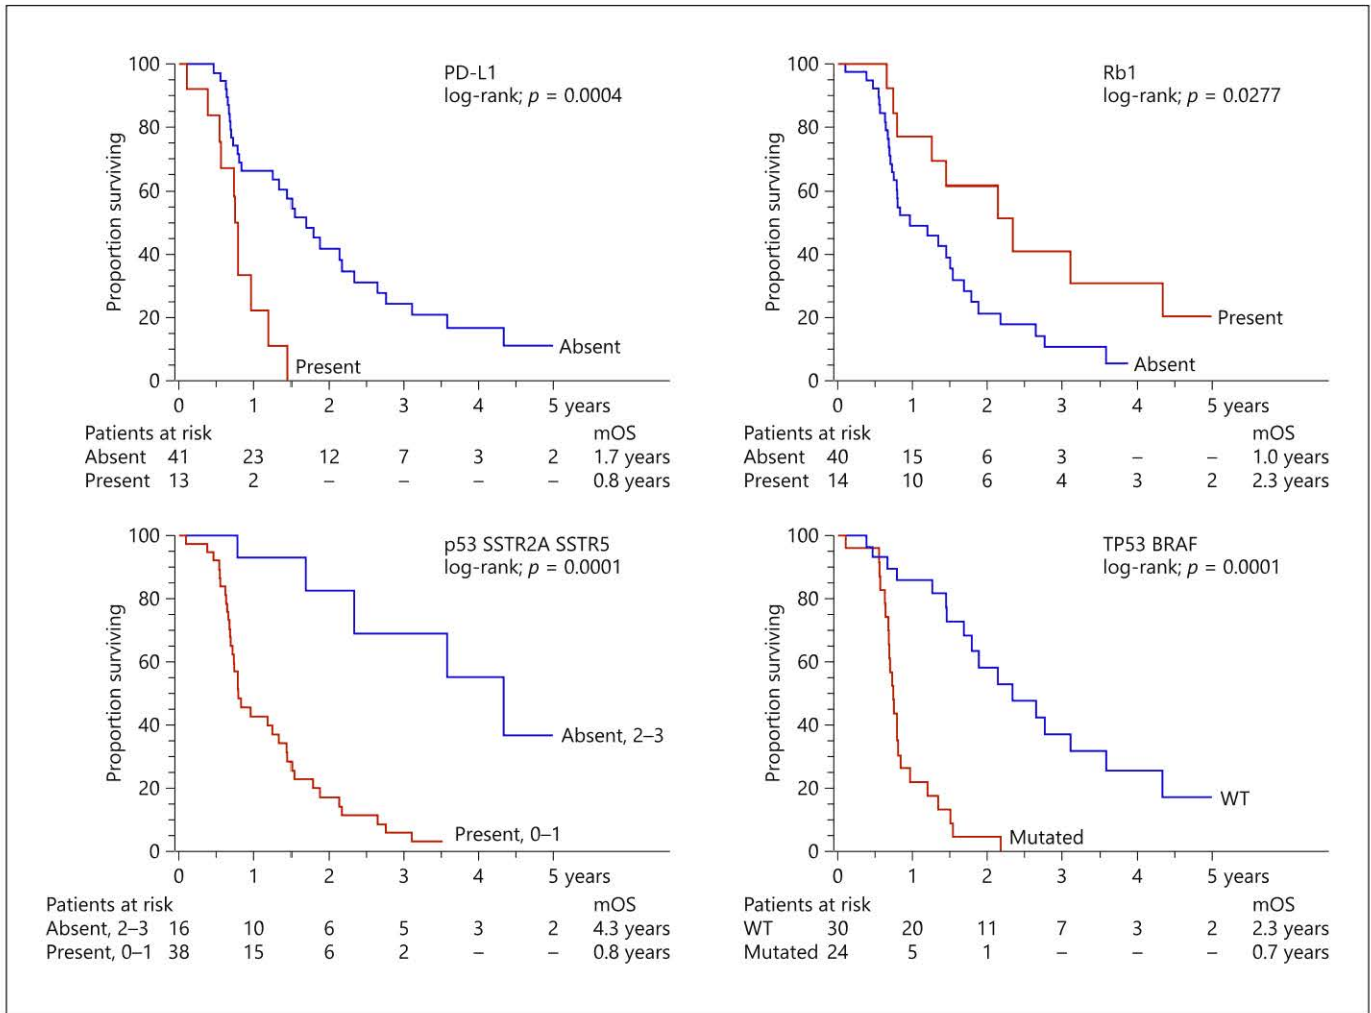 PD-L1
log-rank; p = 0.0004
Proportion surviving
100
80
60
40
20
0
Absent
Present
0 1 2 3 4 5 years
Patients at risk mOS
Absent 41 23 12 7 3 2 1.7 years
Present 13 2 – – – – 0.8 years
Rb1
log-rank; p = 0.0277
Proportion surviving
100
80
60
40
20
0
Present
Absent
0 1 2 3 4 5 years
Patients at risk mOS
Absent 40 15 6 3 – – 1.0 years
Present 14 10 6 4 3 2 2.3 years
p53 SSTR2A SSTR5
log-rank; p = 0.0001
Proportion surviving
100
80
60
40
20
0
Absent, 2–3
Present, 0–1
0 1 2 3 4 5 years
Patients at risk mOS
Absent, 2–3 16 10 6 5 3 2 4.3 years
Present, 0–1 38 15 6 2 – – 0.8 years
TP53 BRAF
log-rank; p = 0.0001
Proportion surviving
100
80
60
40
20
0
WT
Mutated
0 1 2 3 4 5 years
Patients at risk mOS
WT 30 20 11 7 3 2 2.3 years
Mutated 24 5 1 – – – 0.7 years